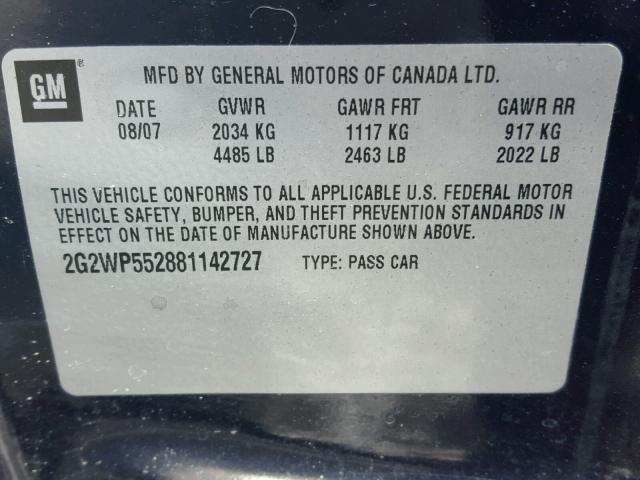 GM ®
MFD BY GENERAL MOTORS OF CANADA LTD.
DATE GVWR GAWR FRT GAWR RR
08/07 2034 KG 1117 KG 917 KG
4485 LB 2463 LB 2022 LB
THIS VEHICLE CONFORMS TO ALL APPLICABLE U.S. FEDERAL MOTOR
VEHICLE SAFETY, BUMPER, AND THEFT PREVENTION STANDARDS IN
EFFECT ON THE DATE OF MANUFACTURE SHOWN ABOVE.
2G2WP552881142727 TYPE: PASS CAR